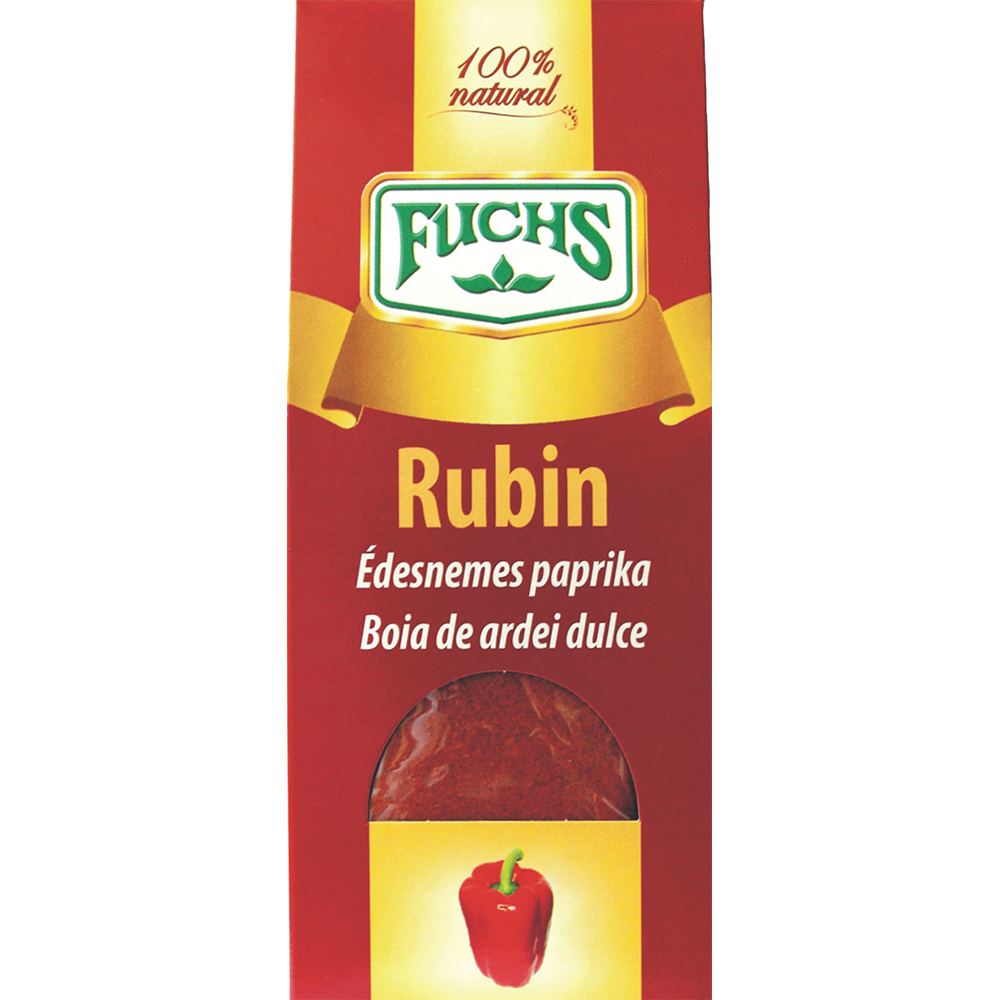 100%
natural
FUCHS
Rubin
Édesnemes paprika
Boia de ardei dulce